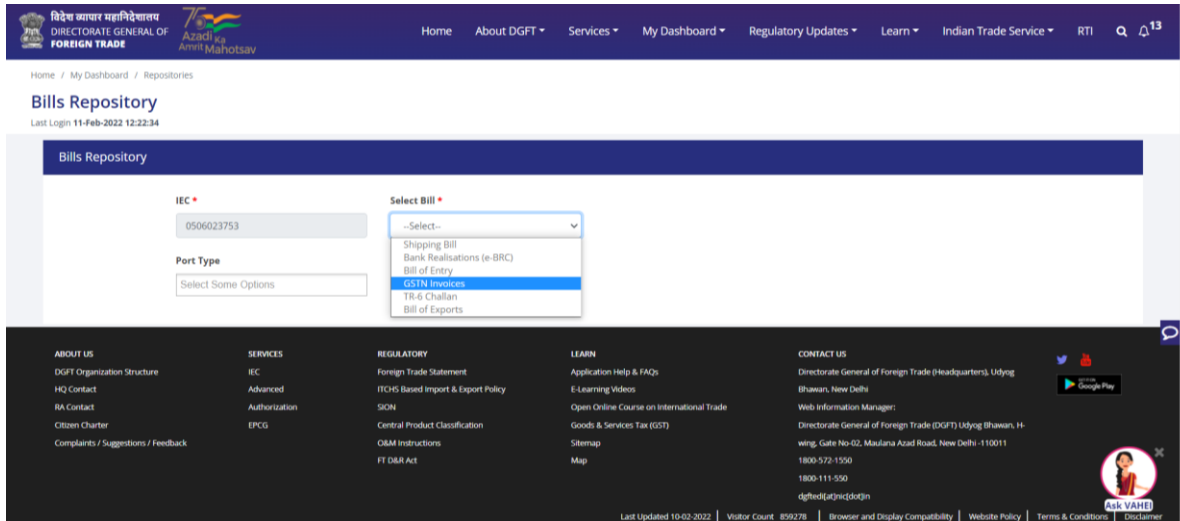 विदेश व्यापार महानिदेशालय
DIRECTORATE GENERAL OF
FOREIGN TRADE
Azadi Ka
Amrit Mahotsav
Home About DGFT Services My Dashboard Regulatory Updates Learn Indian Trade Service RTI 13
Home / My Dashboard / Repositories
Bills Repository
Last Login 11-Feb-2022 12:22:34
Bills Repository
IEC * Select Bill *
0506023753 --Select--
Shipping Bill
Bank Realisations (e-BRC)
Bill of Entry
GSTN Invoices
TR-6 Challan
Bill of Exports
Port Type
Select Some Options
ABOUT US
DGFT Organization Structure
HQ Contact
RA Contact
Citizen Charter
Complaints / Suggestions / Feedback
SERVICES
IEC
Advanced
Authorization
EPCG
REGULATORY
Foreign Trade Statement
ITCHS Based Import & Export Policy
SION
Central Product Classification
O&M Instructions
FT D&R Act
LEARN
Application Help & FAQs
E-Learning Videos
Open Online Course on International Trade
Goods & Services Tax (GST)
Sitemap
Map
CONTACT US
Directorate General of Foreign Trade (Headquarters), Udyog
Bhawan, New Delhi
Web Information Manager:
Directorate General of Foreign Trade (DGFT) Udyog Bhawan, H-
wing, Gate No-02, Maulana Azad Road, New Delhi -110011
1800-572-1550
1800-111-550
dgftedi[at]nic[dot]in
Google Play
Ask VAHEI
Last Updated 10-02-2022 | Visitor Count 859278 | Browser and Display Compatibility | Website Policy | Terms & Conditions | Disclaimer